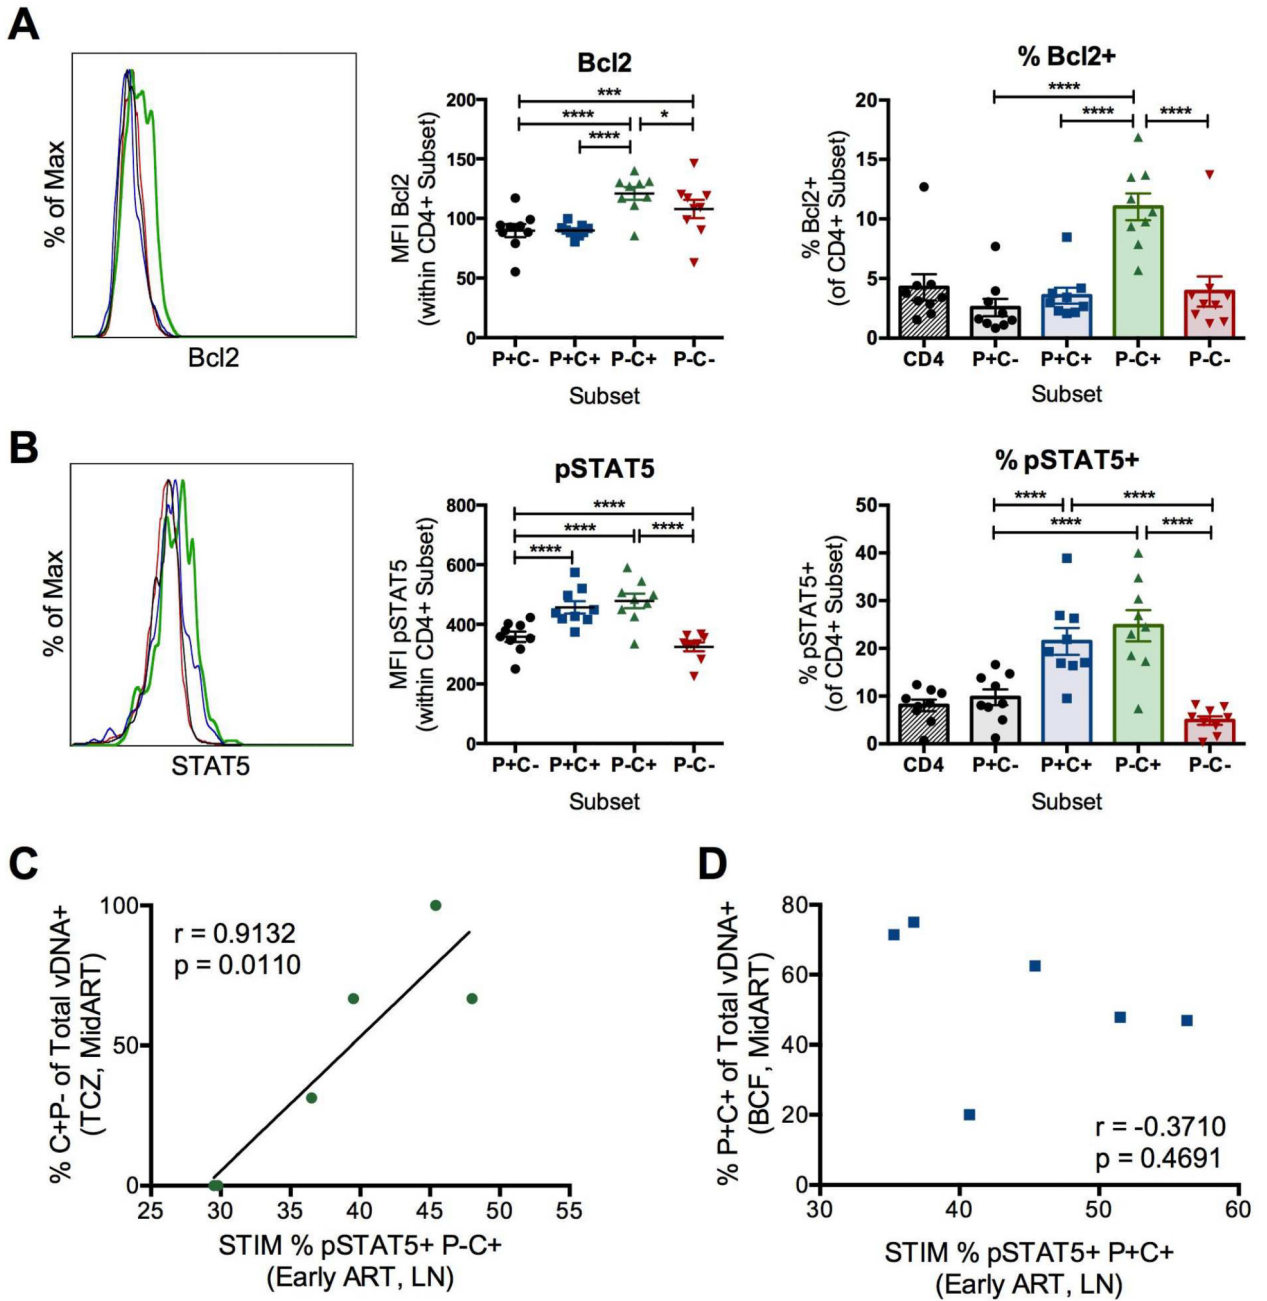 A
% of Max
Bcl2
Bcl2
MFI Bcl2
(within CD4+ Subset)
200
150
100
50
0
***
****
*
****
P+C- P+C+ P-C+ P-C-
Subset
% Bcl2+
% Bcl2+
(of CD4+ Subset)
20
15
10
5
0
****
**** ****
CD4 P+C- P+C+ P-C+ P-C-
Subset
B
% of Max
STAT5
pSTAT5
MFI pSTAT5
(within CD4+ Subset)
800
600
400
200
0
****
**** ****
****
P+C- P+C+ P-C+ P-C-
Subset
% pSTAT5+
% pSTAT5+
(of CD4+ Subset)
50
40
30
20
10
0
**** ****
**** ****
CD4 P+C- P+C+ P-C+ P-C-
Subset
C
% C+P- of Total vDNA+
(TCZ, MidART)
100
50
0
r = 0.9132
p = 0.0110
25 30 35 40 45 50 55
STIM % pSTAT5+ P-C+
(Early ART, LN)
D
% P+C+ of Total vDNA+
(BCF, MidART)
80
60
40
20
0
r = -0.3710
p = 0.4691
30 40 50 60
STIM % pSTAT5+ P+C+
(Early ART, LN)